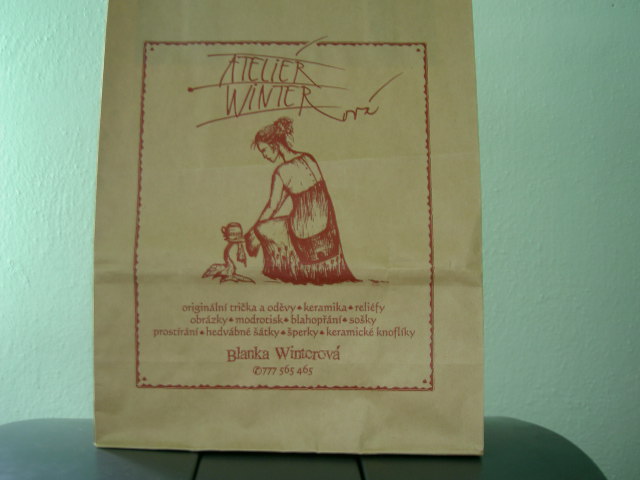 ATELIÉR
WINTER
ová
originální trička a oděvy♠keramika♠reliéfy
obrázky♠modrotisk♠blahopřání♠sošky
prostírání♠hedvábné šátky♠šperky♠keramické knoflíky
Blanka Winterová
✆777 565 465